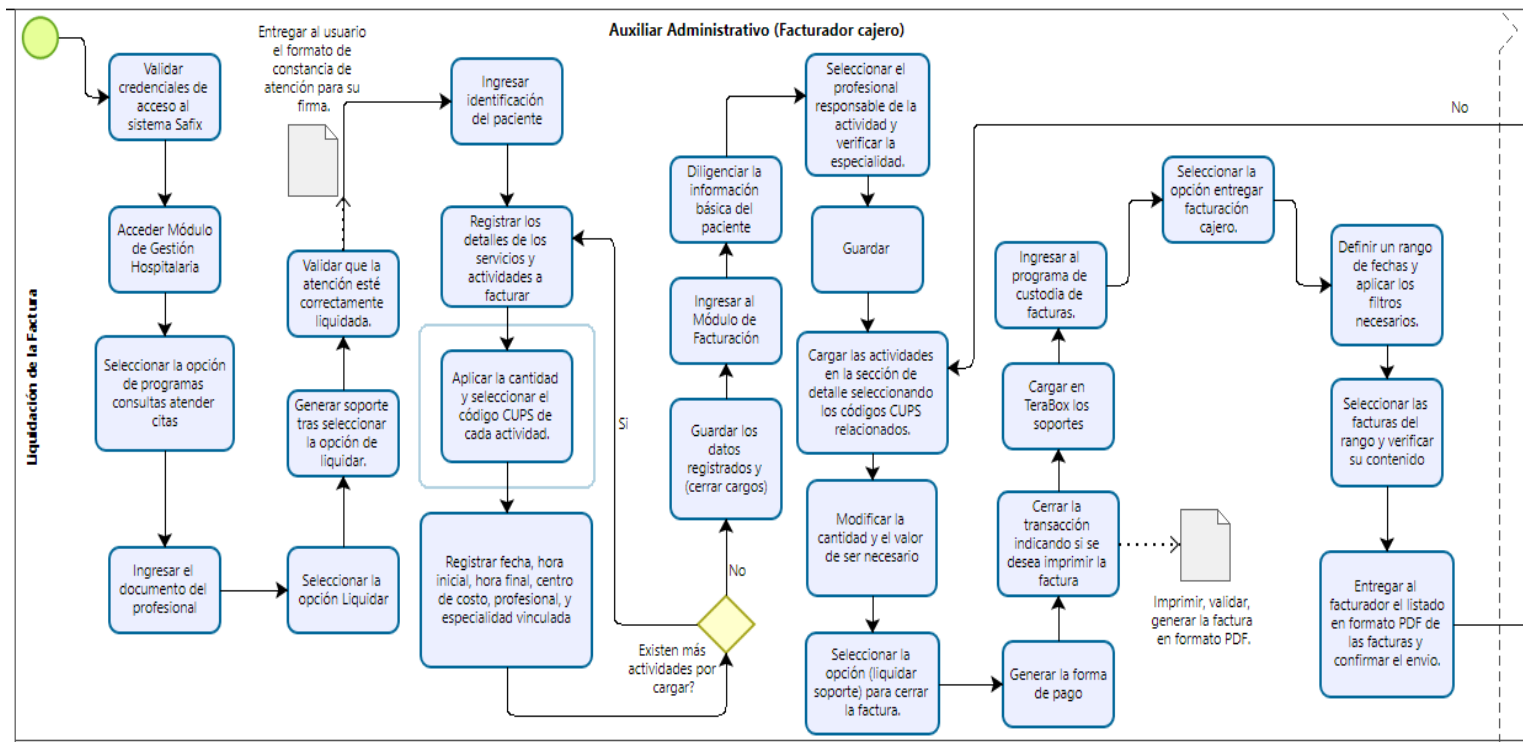 Auxiliar Administrativo (Facturador cajero)
Liquidación de la Factura
Validar
credenciales de
acceso al
sistema Safix
Acceder Módulo
de Gestión
Hospitalaria
Seleccionar la opción
de programas
consultas atender
citas
Ingresar el
documento del
profesional
Seleccionar la
opción Liquidar
Generar soporte
tras seleccionar
la opción de
liquidar.
Validar que la
atención esté
correctamente
liquidada.
Entregar al usuario
el formato de
constancia de
atención para su
firma.
Ingresar
identificación
del paciente
Registrar los
detalles de los
servicios y
actividades a
facturar
Aplicar la cantidad
y seleccionar el
código CUPS de
cada actividad.
Registrar fecha, hora
inicial, hora final, centro
de costo, profesional, y
especialidad vinculada
Existen más
actividades por
cargar?
Si
No
Guardar los
datos
registrados y
(cerrar cargos)
Ingresar al
Módulo de
Facturación
Diligenciar la
información
básica del
paciente
Seleccionar el
profesional
responsable de la
actividad y
verificar la
especialidad.
Guardar
Cargar las actividades
en la sección de
detalle seleccionando
los códigos CUPS
relacionados.
Modificar la
cantidad y el valor
de ser necesario
Seleccionar la
opción (liquidar
soporte) para cerrar
la factura.
Generar la forma
de pago
Cerrar la
transacción
indicando si se
desea imprimir la
factura
Imprimir, validar,
generar la factura
en formato PDF.
Cargar en
TeraBox los
soportes
Ingresar al
programa de
custodia de
facturas.
Seleccionar la
opción entregar
facturación
cajero.
Definir un rango
de fechas y
aplicar los
filtros
necesarios.
Seleccionar las
facturas del
rango y verificar
su contenido
Entregar al
facturador el listado
en formato PDF de
las facturas y
confirmar el envio.
No